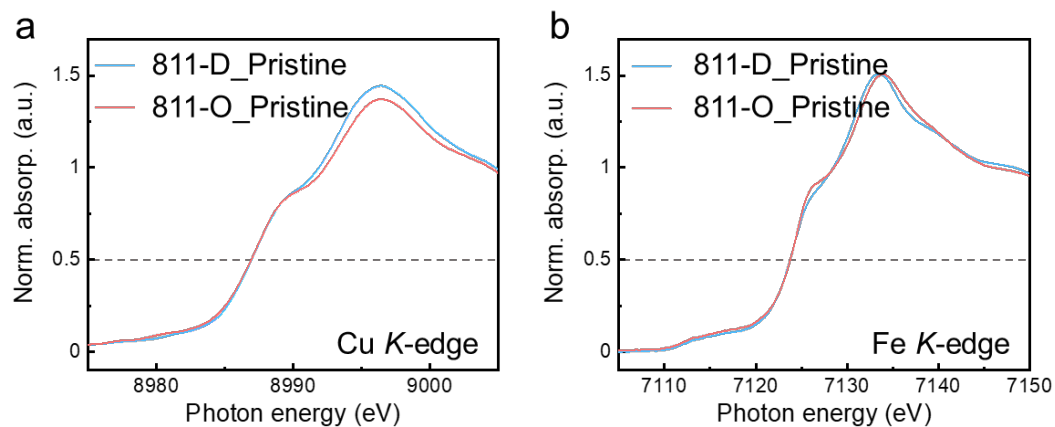 a
811-D_Pristine
811-O_Pristine
1.5
1
0.5
0
Norm. absorp. (a.u.)
Cu K-edge
8980
8990
9000
Photon energy (eV)
b
811-D_Pristine
811-O_Pristine
1.5
1
0.5
0
Norm. absorp. (a.u.)
Fe K-edge
7110
7120
7130
7140
7150
Photon energy (eV)